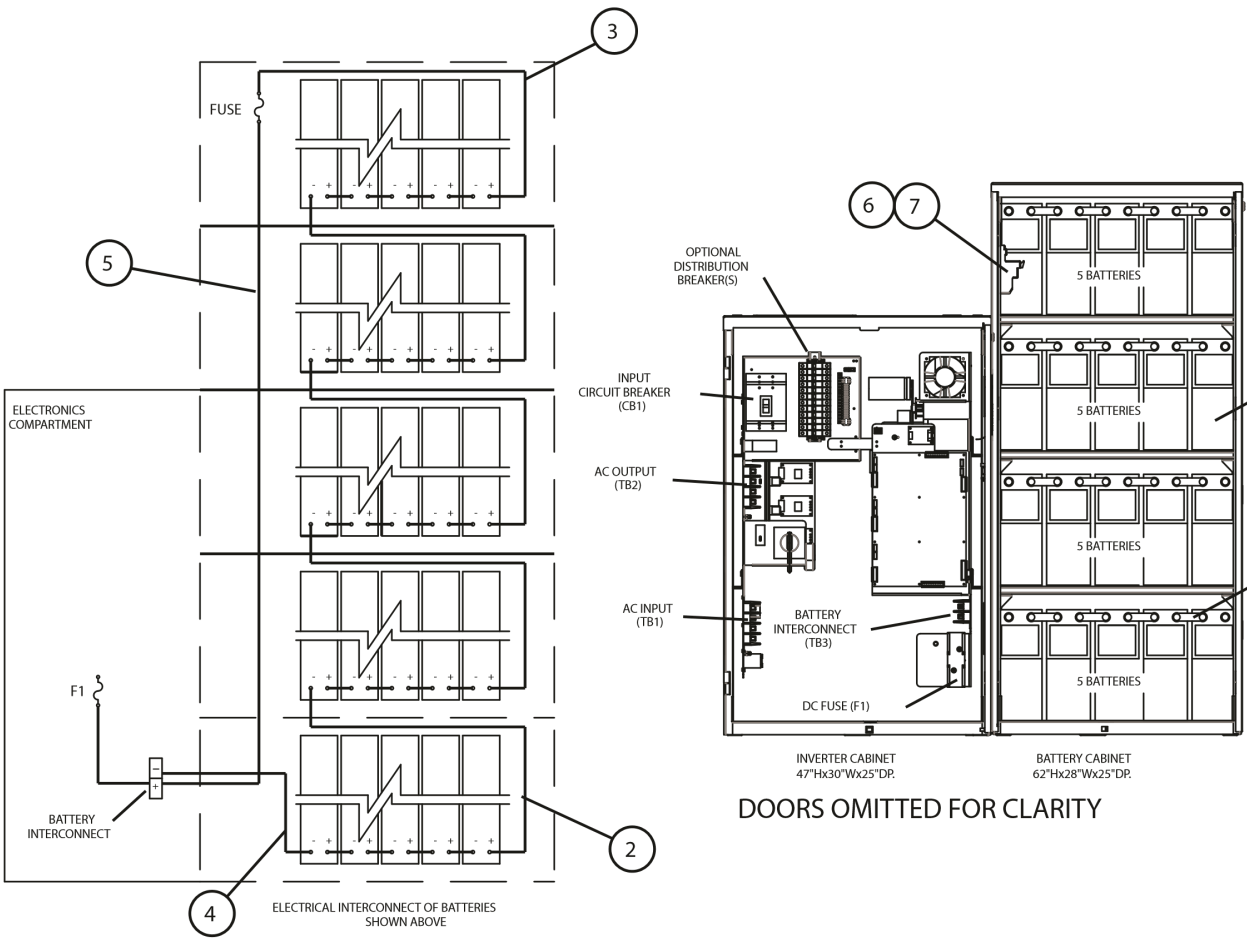 3
FUSE
- + - + - + - + - +
5
- + - + - + - + - +
ELECTRONICS
COMPARTMENT
- + - + - + - + - +
- + - + - + - + - +
F1
−
+
BATTERY
INTERCONNECT
- + - + - + - + - +
2
4
ELECTRICAL INTERCONNECT OF BATTERIES
SHOWN ABOVE
6 7
OPTIONAL
DISTRIBUTION
BREAKER(S)
INPUT
CIRCUIT BREAKER
(CB1)
AC OUTPUT
(TB2)
AC INPUT
(TB1)
BATTERY
INTERCONNECT
(TB3)
DC FUSE (F1)
5 BATTERIES
5 BATTERIES
5 BATTERIES
5 BATTERIES
INVERTER CABINET
47"Hx30"Wx25"DP.
BATTERY CABINET
62"Hx28"Wx25"DP.
DOORS OMITTED FOR CLARITY